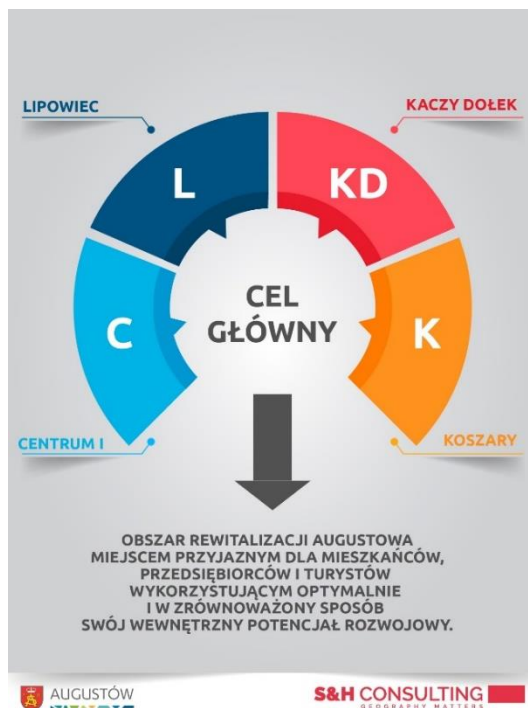 LIPOWIEC
KACZY DOŁEK
L
KD
C
K
CEL
GŁÓWNY
CENTRUM I
KOSZARY
OBSZAR REWITALIZACJI AUGUSTOWA
MIEJSCEM PRZYJAZNYM DLA MIESZKAŃCÓW,
PRZEDSIĘBIORCÓW I TURYSTÓW
WYKORZYSTUJĄCYM OPTYMALNIE
I W ZRÓWNOWAŻONY SPOSÓB
SWÓJ WEWNĘTRZNY POTENCJAŁ ROZWOJOWY.
AUGUSTÓW
S&H CONSULTING
GEOGRAPHY MATTERS